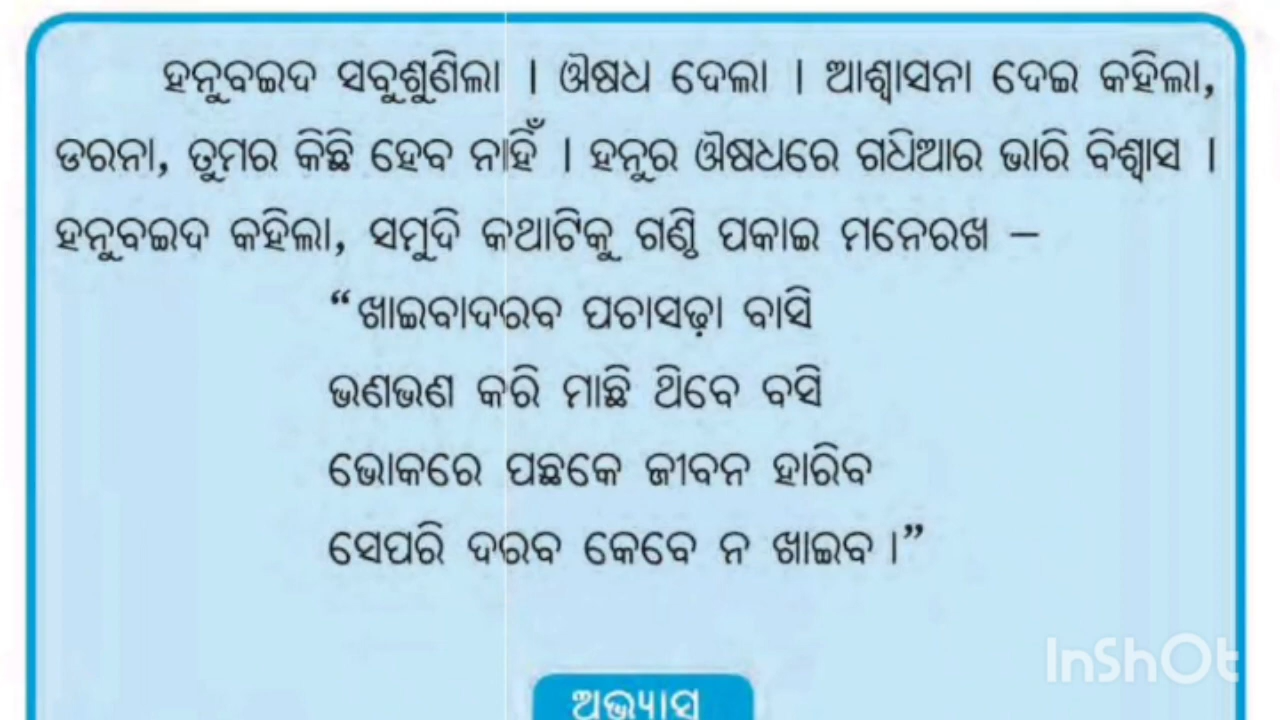 ହନୁବଇଦ ସବୁଶୁଣିଲା । ଔଷଧ ଦେଲା । ଆଶ୍ୱାସନା ଦେଇ କହିଲା,
ଡରନା, ତୁମର କିଛି ହେବ ନାହିଁ । ହନୁର ଔଷଧରେ ଗଧିଆର ଭାରି ବିଶ୍ୱାସ ।
ହନୁବଇଦ କହିଲା, ସମୁଦି କଥାଟିକୁ ଗଣ୍ଠି ପକାଇ ମନେରଖ –
“ ଖାଇବାଦରବ ପଚାସଢ଼ା ବାସି
ଭଣଭଣ କରି ମାଛି ଥିବେ ବସି
ଭୋକରେ ପଛକେ ଜୀବନ ହାରିବ
ସେପରି ଦରବ କେବେ ନ ଖାଇବ ।”
InShOt
ଅଭ୍ୟାସ